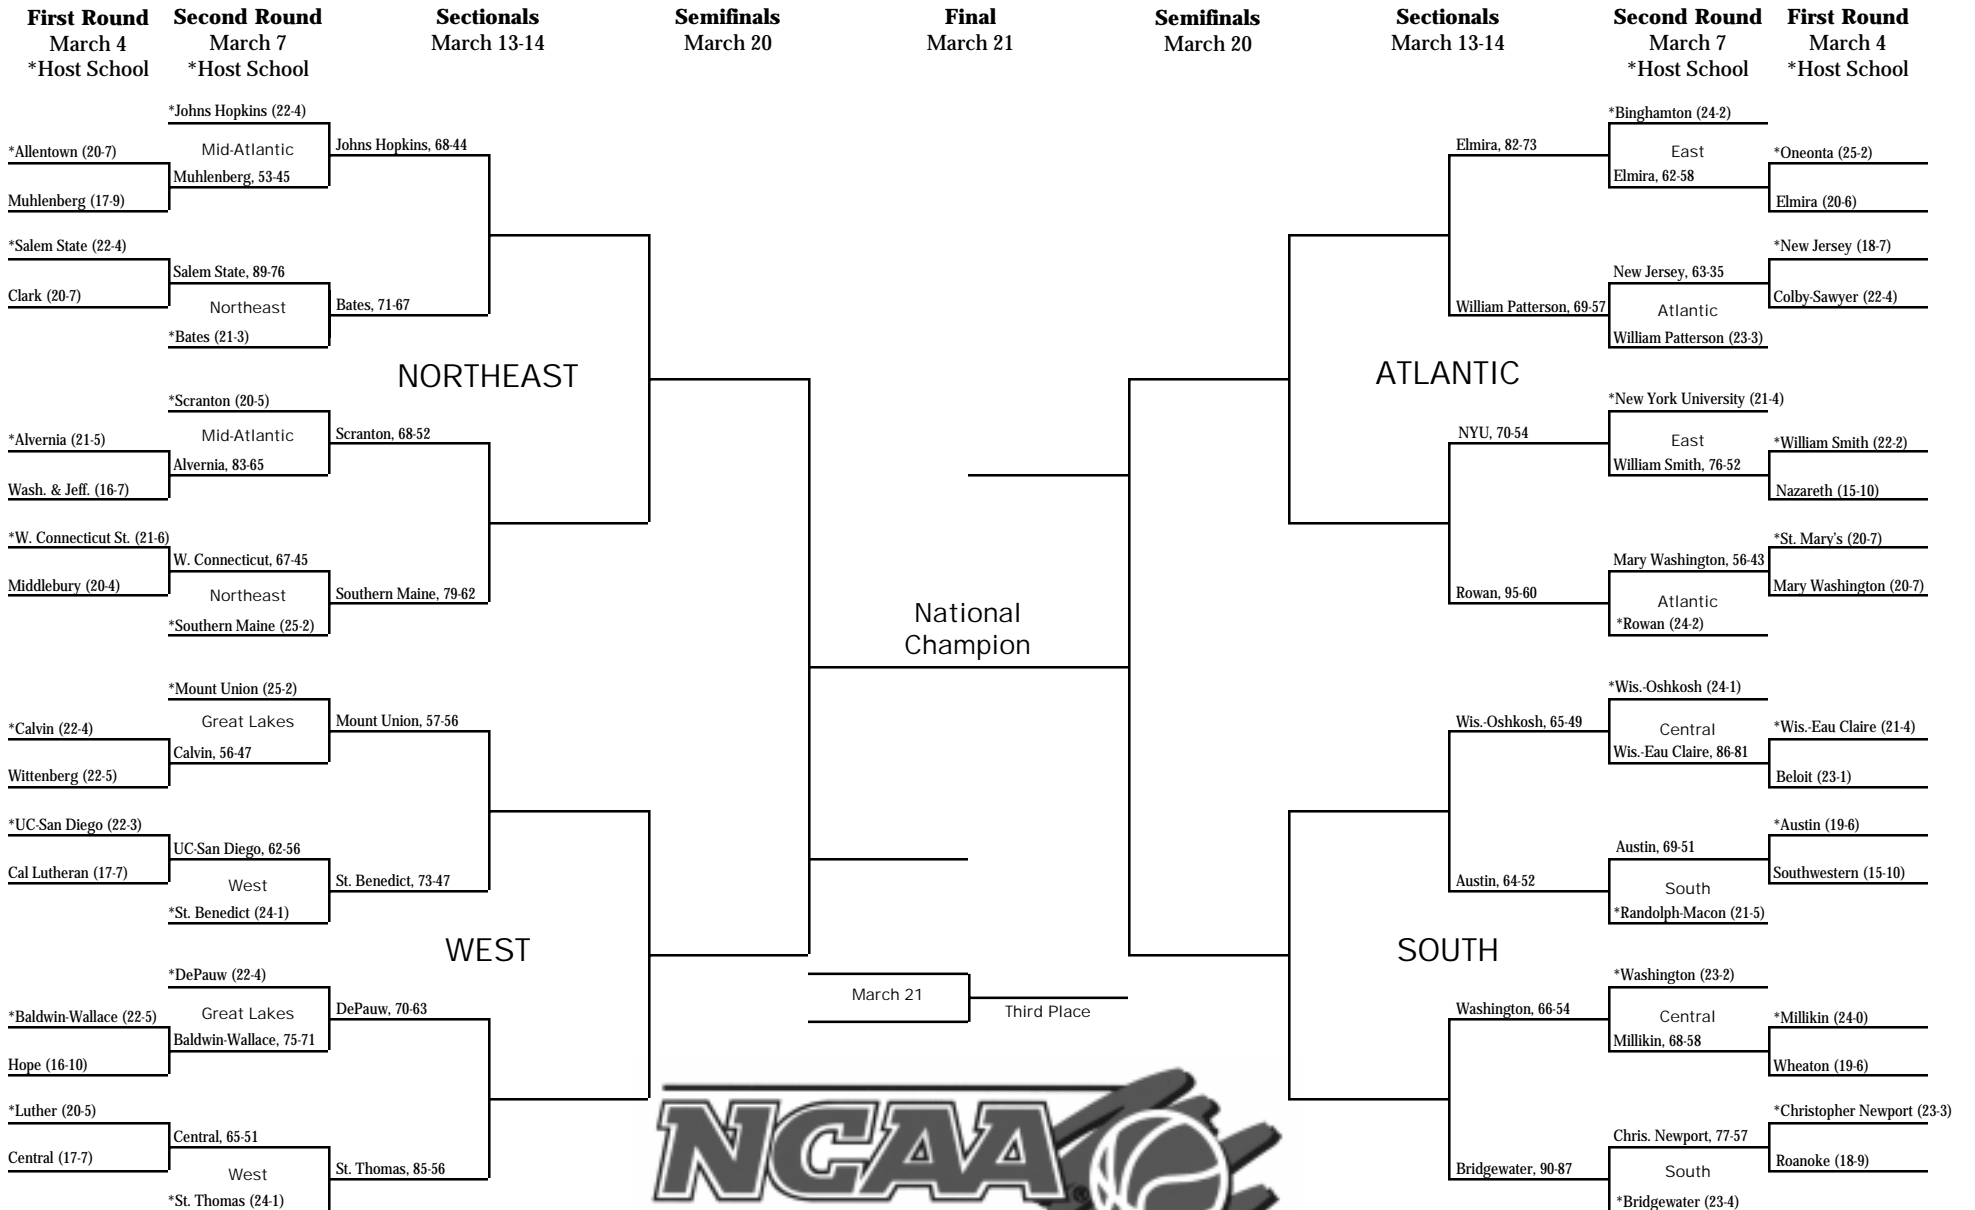 First Round
March 4
*Host School
Second Round
March 7
*Host School
Sectionals
March 13-14
Semifinals
March 20
Final
March 21
Semifinals
March 20
Sectionals
March 13-14
Second Round
March 7
*Host School
First Round
March 4
*Host School
*Allentown (20-7)
Muhlenberg (17-9)
*Salem State (22-4)
Clark (20-7)
*Alvernia (21-5)
Wash. & Jeff. (16-7)
*W. Connecticut St. (21-6)
Middlebury (20-4)
*Calvin (22-4)
Wittenberg (22-5)
*UC-San Diego (22-3)
Cal Lutheran (17-7)
*Baldwin-Wallace (22-5)
Hope (16-10)
*Luther (20-5)
Central (17-7)
*Johns Hopkins (22-4)
Mid-Atlantic
Muhlenberg, 53-45
Salem State, 89-76
Northeast
*Bates (21-3)
*Scranton (20-5)
Mid-Atlantic
Alvernia, 83-65
W. Connecticut, 67-45
Northeast
*Southern Maine (25-2)
*Mount Union (25-2)
Great Lakes
Calvin, 56-47
UC-San Diego, 62-56
West
*St. Benedict (24-1)
*DePauw (22-4)
Great Lakes
Baldwin-Wallace, 75-71
Central, 65-51
West
*St. Thomas (24-1)
Johns Hopkins, 68-44
Bates, 71-67
NORTHEAST
Scranton, 68-52
Southern Maine, 79-62
Mount Union, 57-56
St. Benedict, 73-47
WEST
DePauw, 70-63
St. Thomas, 85-56
National
Champion
March 21
Third Place
NCAA
®
Elmira, 82-73
William Patterson, 69-57
ATLANTIC
NYU, 70-54
Rowan, 95-60
Wis.-Oshkosh, 65-49
Austin, 64-52
SOUTH
Washington, 66-54
Bridgewater, 90-87
*Binghamton (24-2)
East
Elmira, 62-58
New Jersey, 63-35
Atlantic
William Patterson (23-3)
*New York University (21-4)
East
William Smith, 76-52
Mary Washington, 56-43
Atlantic
*Rowan (24-2)
*Wis.-Oshkosh (24-1)
Central
Wis.-Eau Claire, 86-81
Austin, 69-51
South
*Randolph-Macon (21-5)
*Washington (23-2)
Central
Millikin, 68-58
Chris. Newport, 77-57
South
*Bridgewater (23-4)
*Oneonta (25-2)
Elmira (20-6)
*New Jersey (18-7)
Colby-Sawyer (22-4)
*William Smith (22-2)
Nazareth (15-10)
*St. Mary's (20-7)
Mary Washington (20-7)
*Wis.-Eau Claire (21-4)
Beloit (23-1)
*Austin (19-6)
Southwestern (15-10)
*Millikin (24-0)
Wheaton (19-6)
*Christopher Newport (23-3)
Roanoke (18-9)